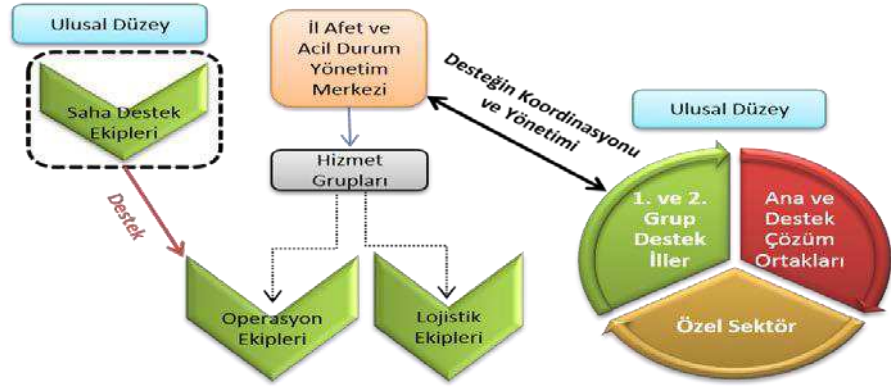 Ulusal Düzey
Saha Destek
Ekipleri
Destek
İl Afet ve
Acil Durum
Yönetim
Merkezi
Hizmet
Grupları
Operasyon
Ekipleri
Lojistik
Ekipleri
Desteğin Koordinasyonu
ve Yönetimi
Ulusal Düzey
1. ve 2.
Grup
Destek
İller
Ana ve
Destek
Çözüm
Ortakları
Özel Sektör